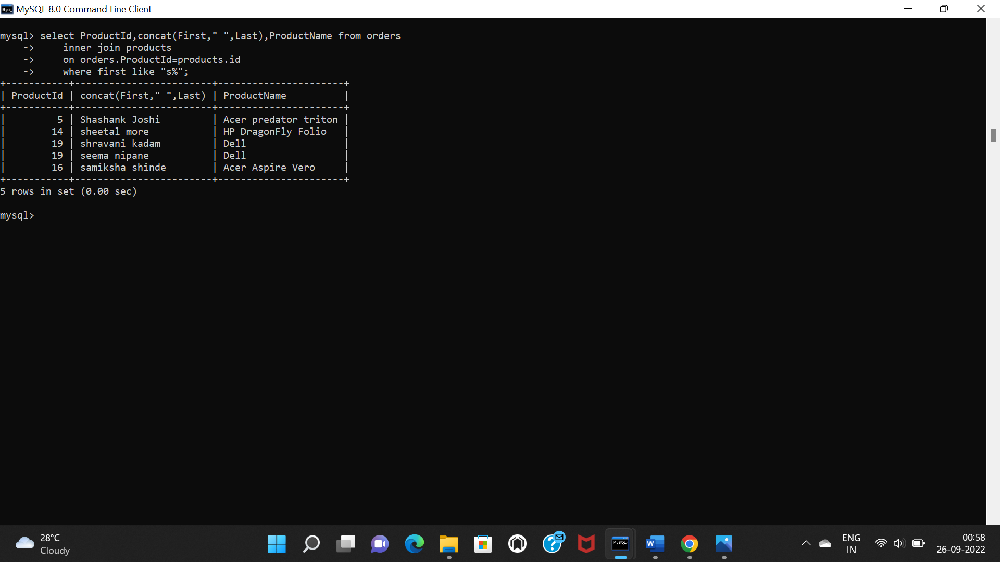 MySQL 8.0 Command Line Client
mysql> select ProductId,concat(First," ",Last),ProductName from orders
    ->     inner join products
    ->     on orders.ProductId=products.id
    ->     where first like "s%";
+-----------+------------------------+----------------------+
| ProductId | concat(First," ",Last) | ProductName          |
+-----------+------------------------+----------------------+
|         5 | Shashank Joshi         | Acer predator triton |
|        14 | sheetal more           | HP DragonFly Folio   |
|        19 | shravani kadam         | Dell                 |
|        19 | seema nipane           | Dell                 |
|        16 | samiksha shinde        | Acer Aspire Vero     |
+-----------+------------------------+----------------------+
5 rows in set (0.00 sec)
mysql>
28°C
Cloudy
MySQL>
W
ENG
IN
00:58
26-09-2022